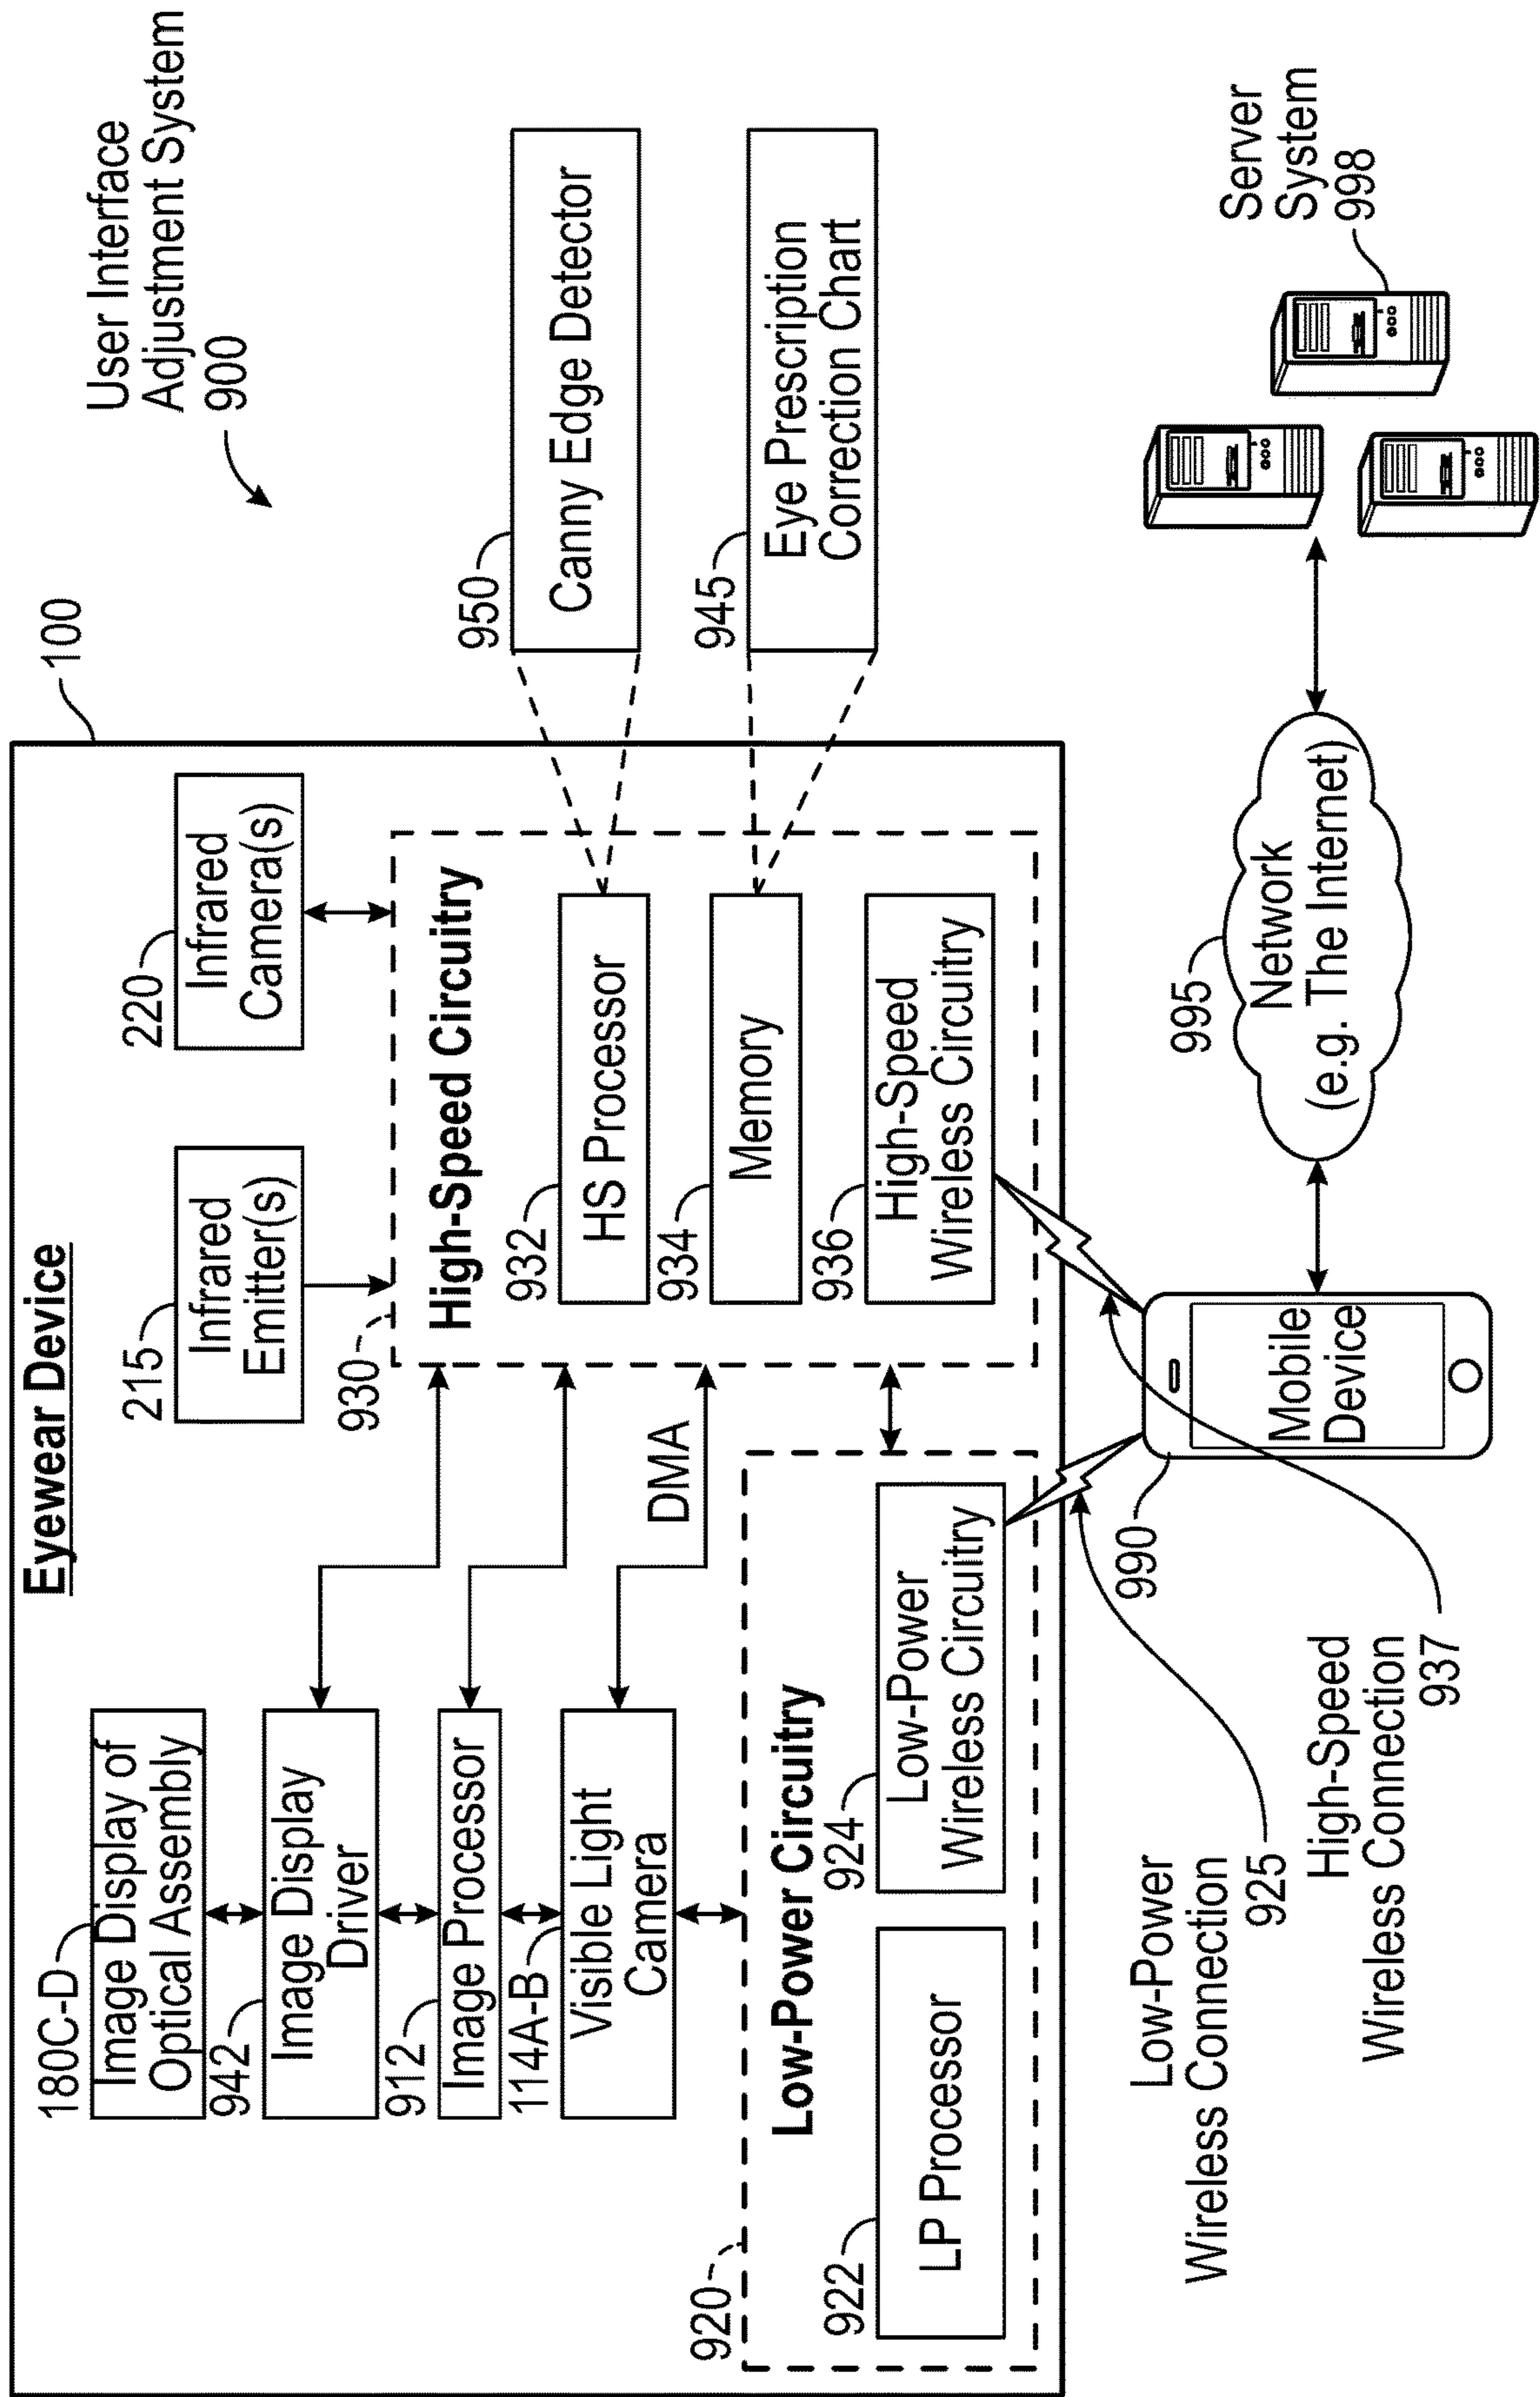 User Interface
Adjustment System
900
Eyewear Device
100
180C-D
Image Display of
Optical Assembly
942
Image Display
Driver
912
Image Processor
114A-B
Visible Light
Camera
215
Infrared
Emitter(s)
220
Infrared
Camera(s)
930
High-Speed Circuitry
932
HS Processor
934
Memory
936
High-Speed
Wireless Circuitry
DMA
950
Canny Edge Detector
945
Eye Prescription
Correction Chart
920
Low-Power Circuitry
922
LP Processor
924
Low-Power
Wireless Circuitry
Low-Power
Wireless Connection
925
High-Speed
Wireless Connection
937
990
Mobile
Device
995
Network
(e.g. The Internet)
Server
System
998